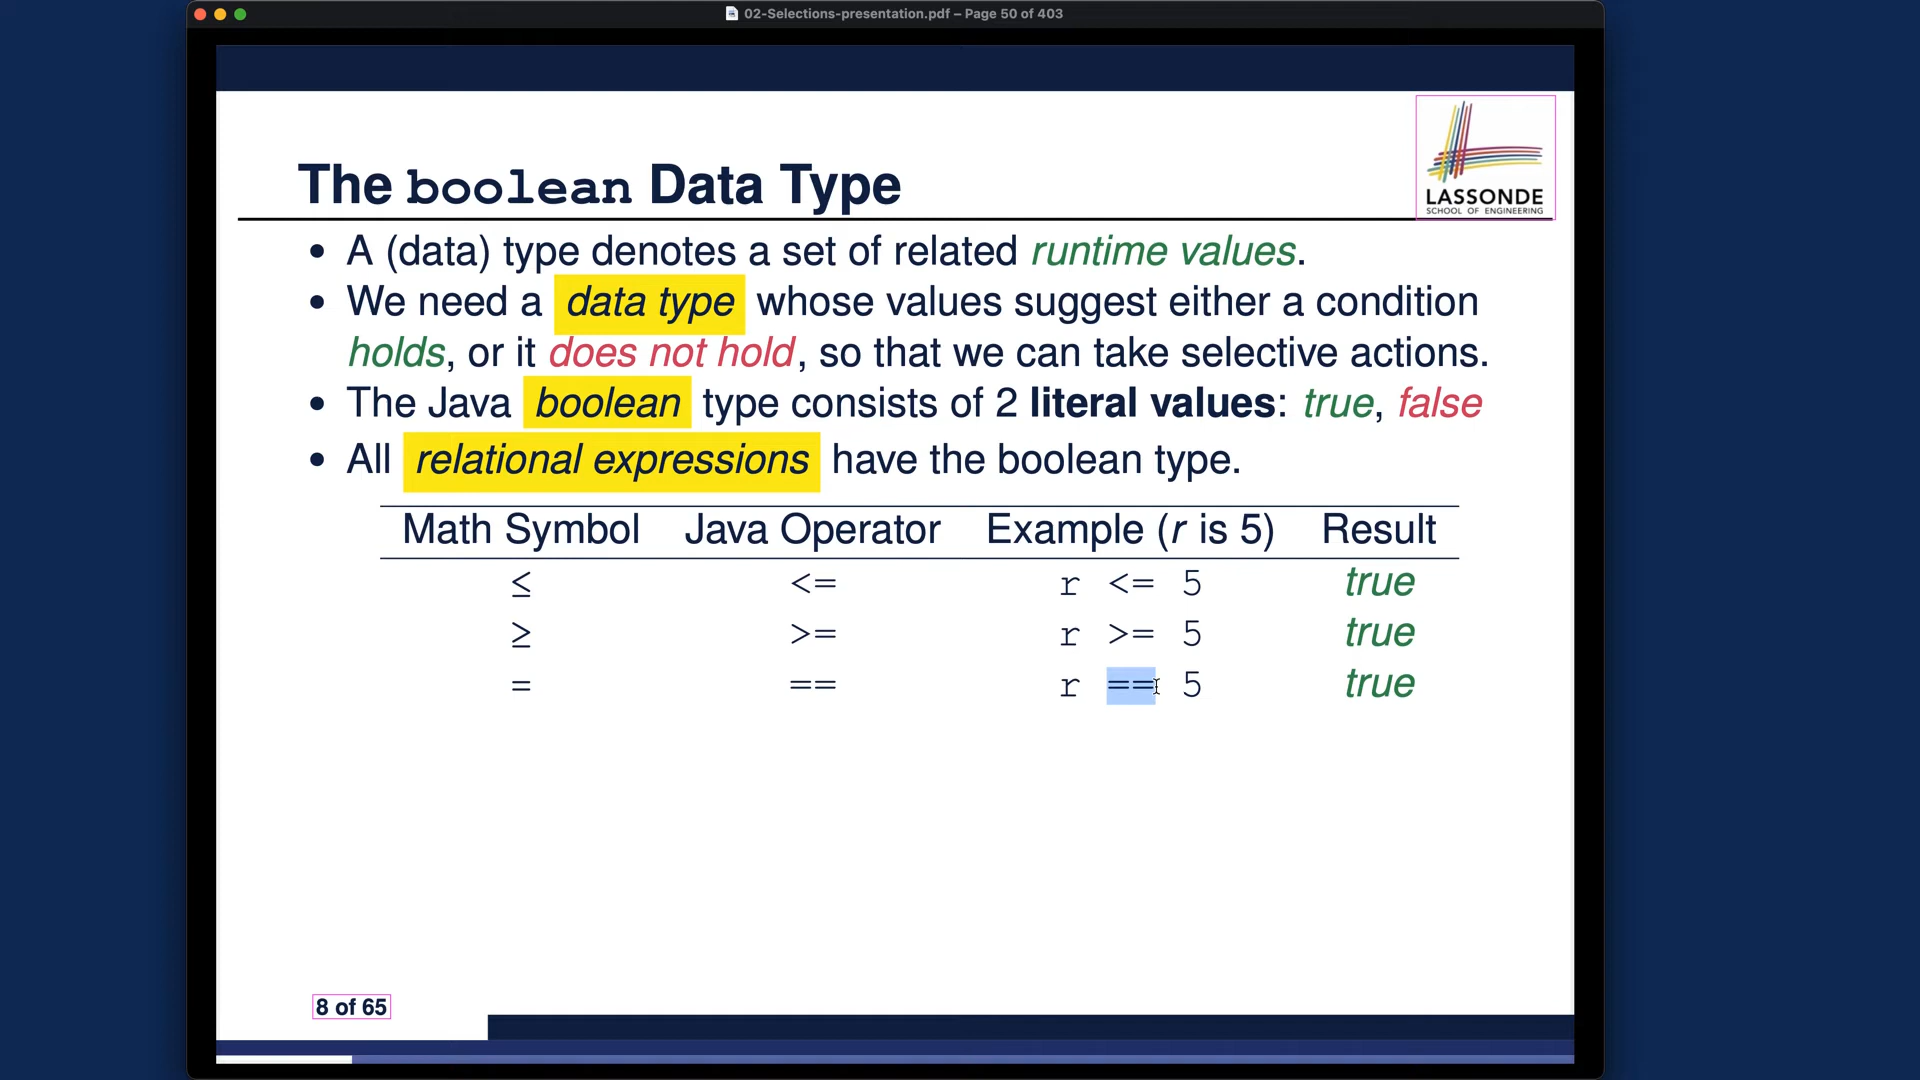 02-Selections-presentation.pdf – Page 50 of 403
LASSONDE
SCHOOL OF ENGINEERING
The boolean Data Type
• A (data) type denotes a set of related runtime values.
• We need a data type whose values suggest either a condition
holds, or it does not hold, so that we can take selective actions.
• The Java boolean type consists of 2 literal values: true, false
• All relational expressions have the boolean type.
Math Symbol Java Operator Example (r is 5) Result
≤ <= r <= 5 true
≥ >= r >= 5 true
= == r == 5 true
8 of 65